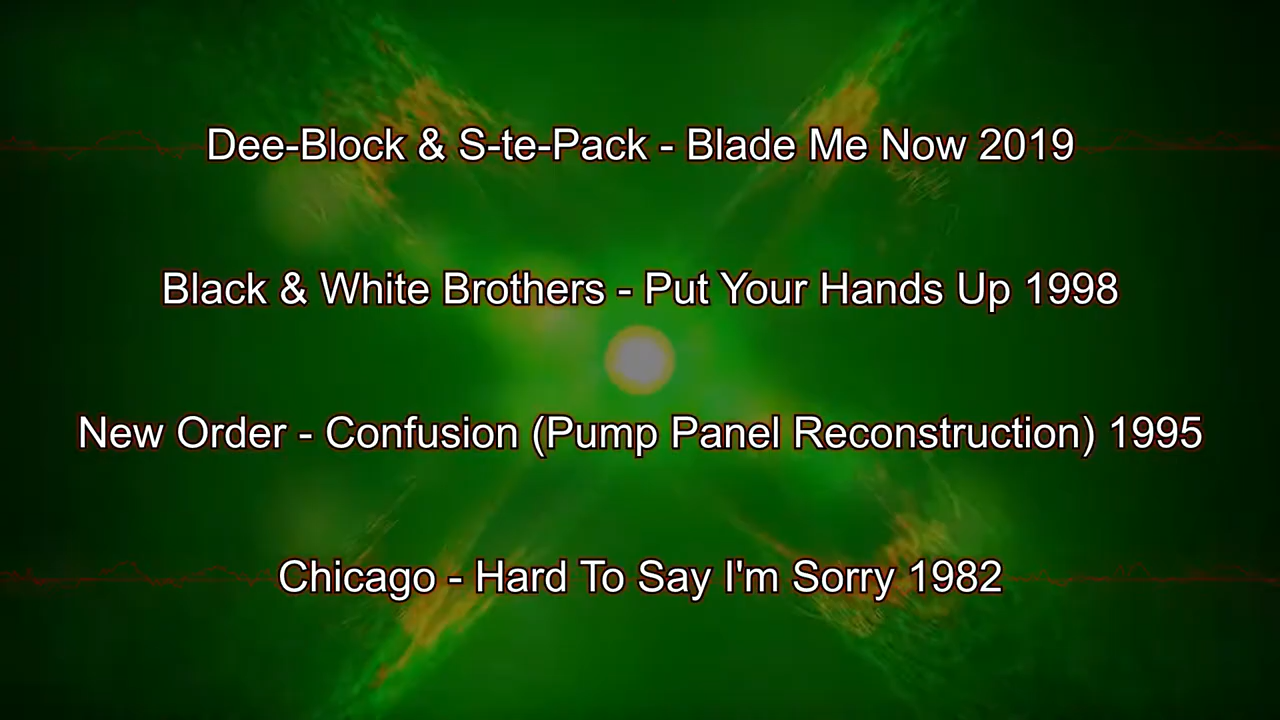 Dee-Block & S-te-Pack - Blade Me Now 2019
Black & White Brothers - Put Your Hands Up 1998
New Order - Confusion (Pump Panel Reconstruction) 1995
Chicago - Hard To Say I'm Sorry 1982